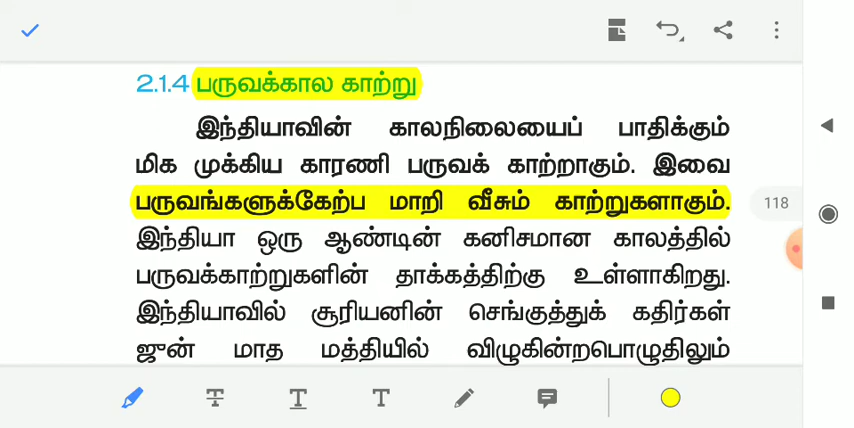 2.1.4 பருவக்கால காற்று
இந்தியாவின் காலநிலையைப் பாதிக்கும்
மிக முக்கிய காரணி பருவக் காற்றாகும். இவை
பருவங்களுக்கேற்ப மாறி வீசும் காற்றுகளாகும்.
118
இந்தியா ஒரு ஆண்டின் கனிசமான காலத்தில்
பருவக்காற்றுகளின் தாக்கத்திற்கு உள்ளாகிறது.
இந்தியாவில் சூரியனின் செங்குத்துக் கதிர்கள்
ஜுன் மாத மத்தியில் விழுகின்றபொழுதிலும்